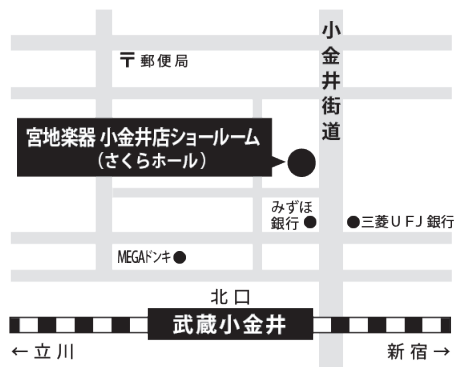 小金井街道
〒郵便局
宮地楽器 小金井店ショールーム
（さくらホール）
みずほ
銀行
三菱UFJ銀行
MEGAドンキ
北口
武蔵小金井
←立川
新宿→